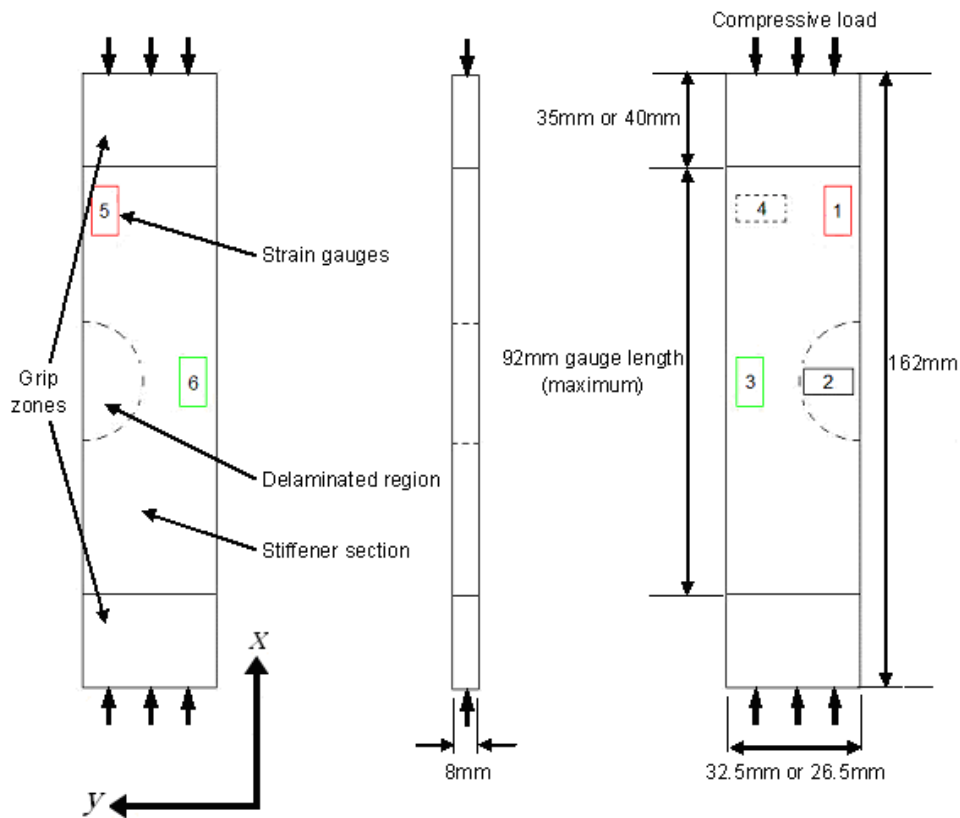 Compressive load
35mm or 40mm
5
4
1
Strain gauges
92mm gauge length
(maximum)
162mm
Grip
zones
6
3
2
Delaminated region
Stiffener section
x
y
8mm
32.5mm or 26.5mm